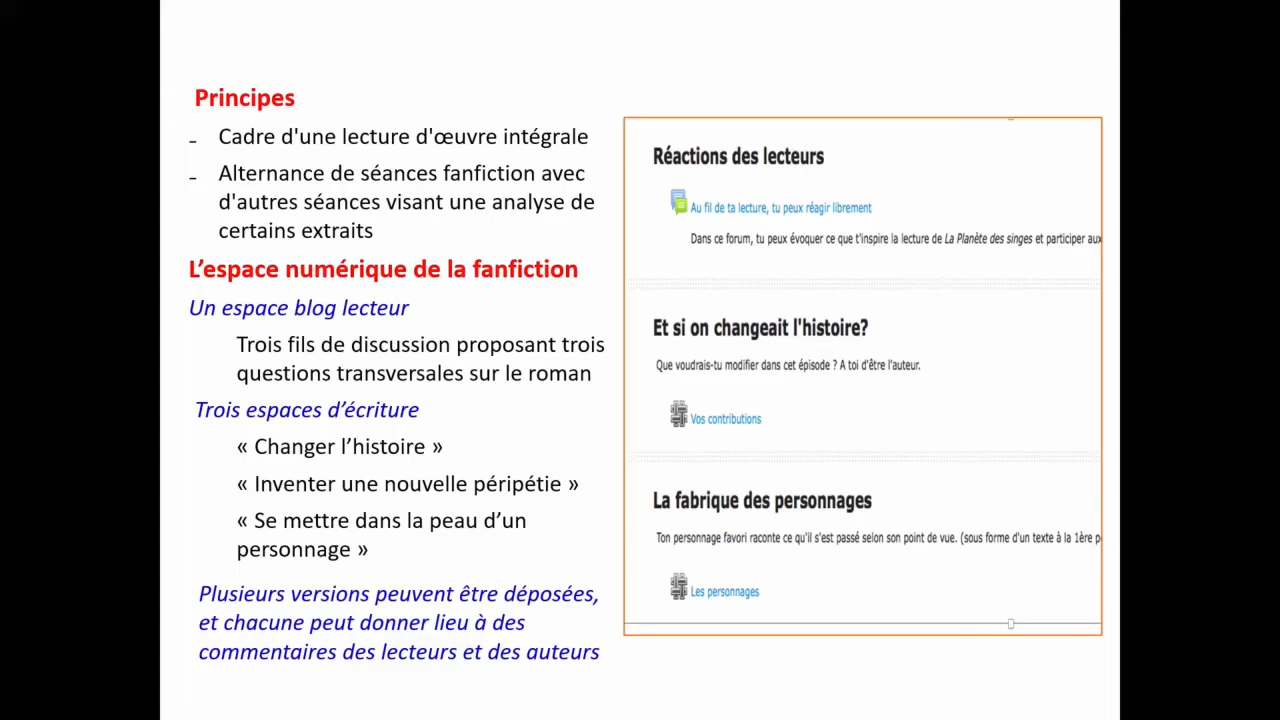 Principes
- Cadre d'une lecture d'œuvre intégrale
- Alternance de séances fanfiction avec
d'autres séances visant une analyse de
certains extraits
L’espace numérique de la fanfiction
Un espace blog lecteur
Trois fils de discussion proposant trois
questions transversales sur le roman
Trois espaces d’écriture
« Changer l’histoire »
« Inventer une nouvelle péripétie »
« Se mettre dans la peau d’un
personnage »
Plusieurs versions peuvent être déposées,
et chacune peut donner lieu à des
commentaires des lecteurs et des auteurs
Réactions des lecteurs
Au fil de ta lecture, tu peux réagir librement
Dans ce forum, tu peux évoquer ce que t'inspire la lecture de La Planète des singes et participer aux
Et si on changeait l'histoire?
Que voudrais-tu modifier dans cet épisode ? A toi d'être l'auteur.
Vos contributions
La fabrique des personnages
Ton personnage favori raconte ce qu'il s'est passé selon son point de vue. (sous forme d'un texte à la 1ère p
Les personnages